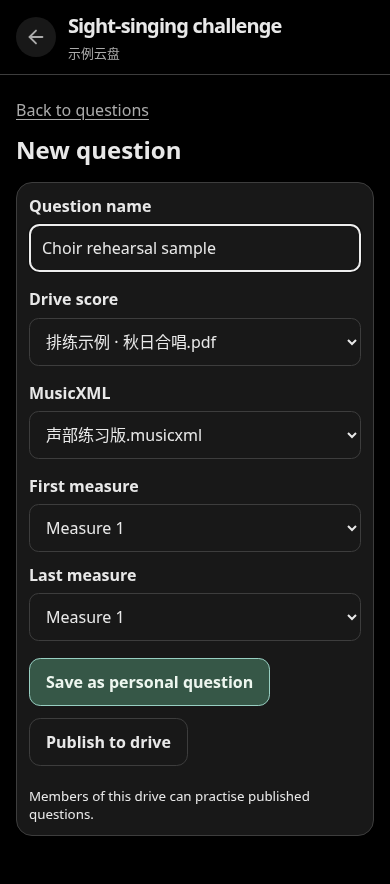 Sight-singing challenge
示例云盘
Back to questions
New question
Question name
Choir rehearsal sample
Drive score
排练示例 · 秋日合唱.pdf
MusicXML
声部练习版.musicxml
First measure
Measure 1
Last measure
Measure 1
Save as personal question
Publish to drive
Members of this drive can practise published
questions.